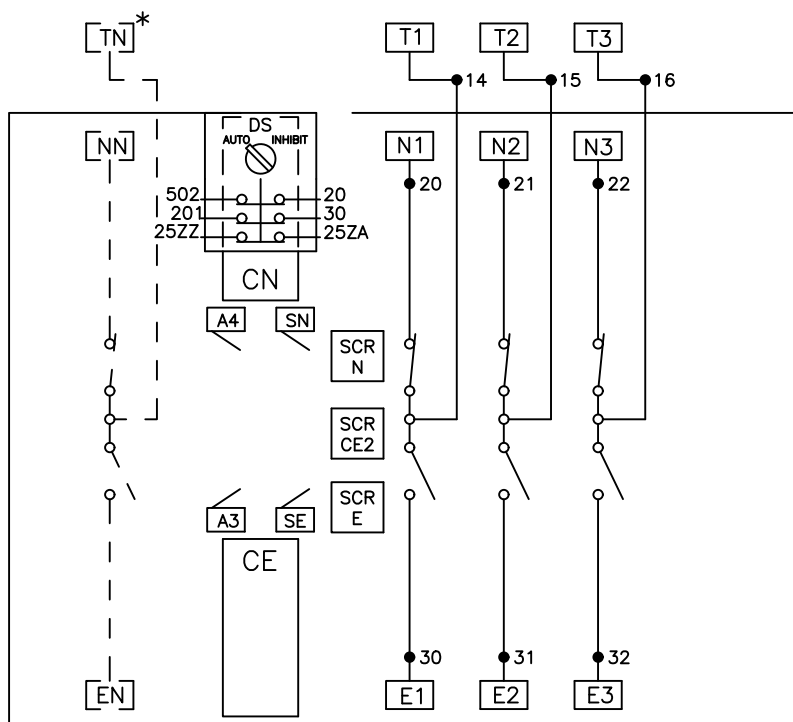 TN* T1 T2 T3
14 15 16
DS
AUTO INHIBIT
NN N1 N2 N3
20 21 22
502 20
201 30
25ZZ 25ZA
CN
A4 SN
SCR
N
SCR
CE2
SCR
E
A3 SE
CE
30 31 32
EN E1 E2 E3